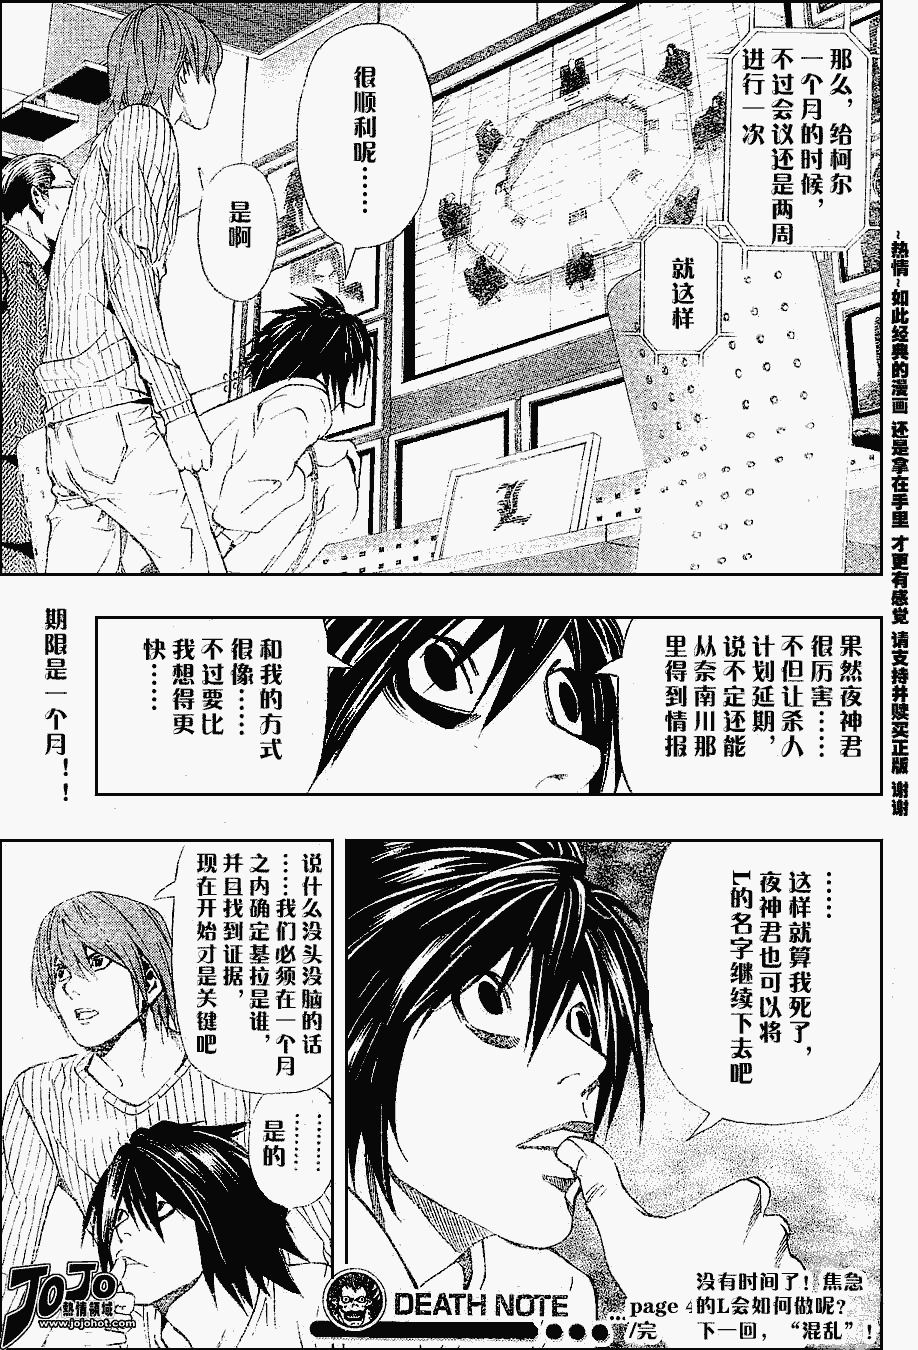 那么，给柯尔
一个月的时候，
不过会议还是两周
进行一次
就这样
很顺利呢……
是啊
L
果然夜神君
很厉害……
不但让杀人
计划延期，
说不定还能
从奈南川那
里得到情报
和我的方式
很像……
不过要比
我想得更
快……
期限是一个月！！
……
这样就算我死了，
夜神君也可以将
L的名字继续下去吧
说什么没头没脑的话
……我们必须在一个月
之内确定基拉是谁，
并且找到证据，
现在开始才是关键吧
………
………
是的
~热情~如此经典的漫画 还是拿在手里 才更有感觉 请支持并赎买正版 谢谢
JOJO
熱情領域
www.jojohot.com
DEATH NOTE
page 4
...
/完
没有时间了！焦急
的L会如何做呢？
下一回，“混乱”！